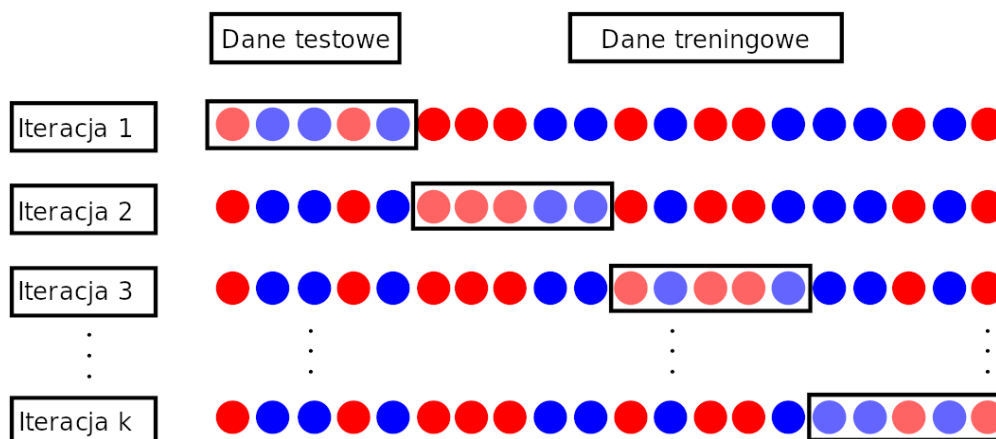 Dane testowe
Dane treningowe
Iteracja 1
Iteracja 2
Iteracja 3
Iteracja k